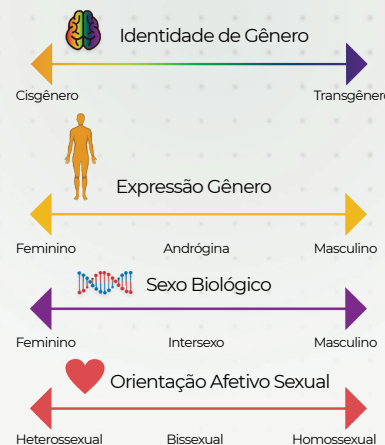 Identidade de Gênero
Cisgênero Transgênero
Expressão Gênero
Feminino Andrógina Masculino
Sexo Biológico
Feminino Intersexo Masculino
Orientação Afetivo Sexual
Heterossexual Bissexual Homossexual